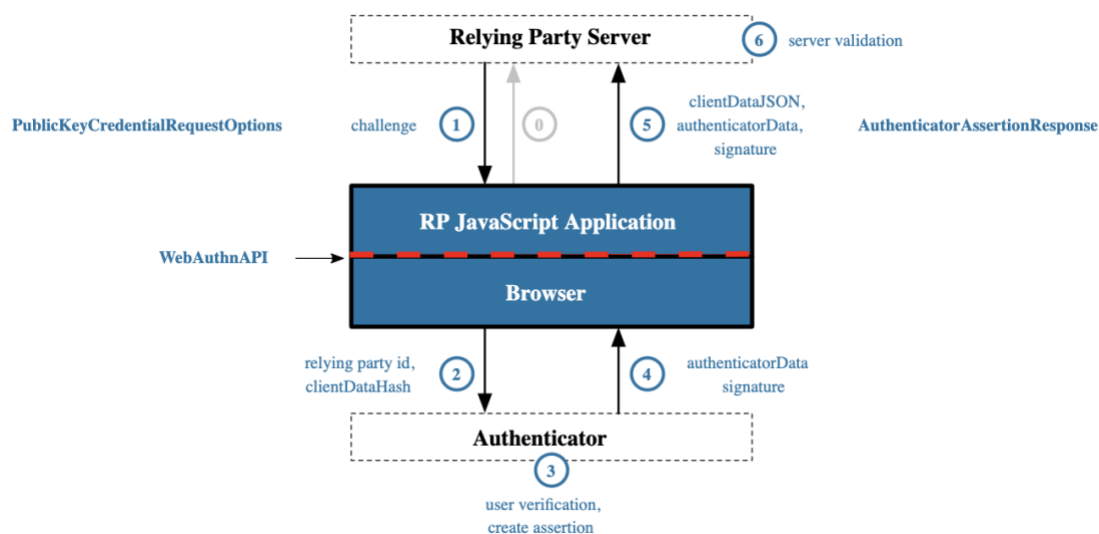 Relying Party Server
6 server validation
PublicKeyCredentialRequestOptions
challenge 1
0
5
clientDataJSON,
authenticatorData,
signature
AuthenticatorAssertionResponse
RP JavaScript Application
WebAuthnAPI
Browser
relying party id,
clientDataHash
2
4
authenticatorData
signature
Authenticator
3
user verification,
create assertion